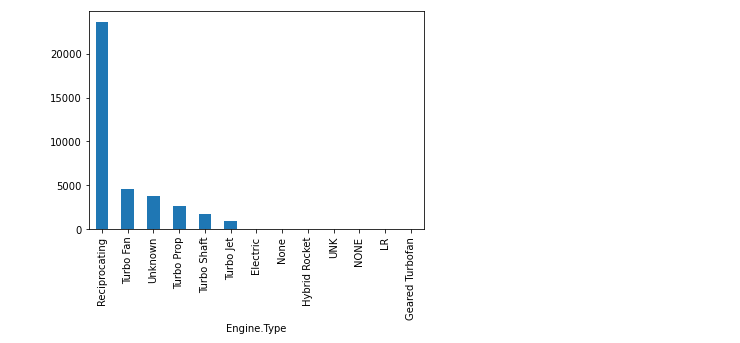 20000
15000
10000
5000
0
Reciprocating
Turbo Fan
Unknown
Turbo Prop
Turbo Shaft
Turbo Jet
Electric
None
Hybrid Rocket
UNK
NONE
LR
Geared Turbofan
Engine.Type